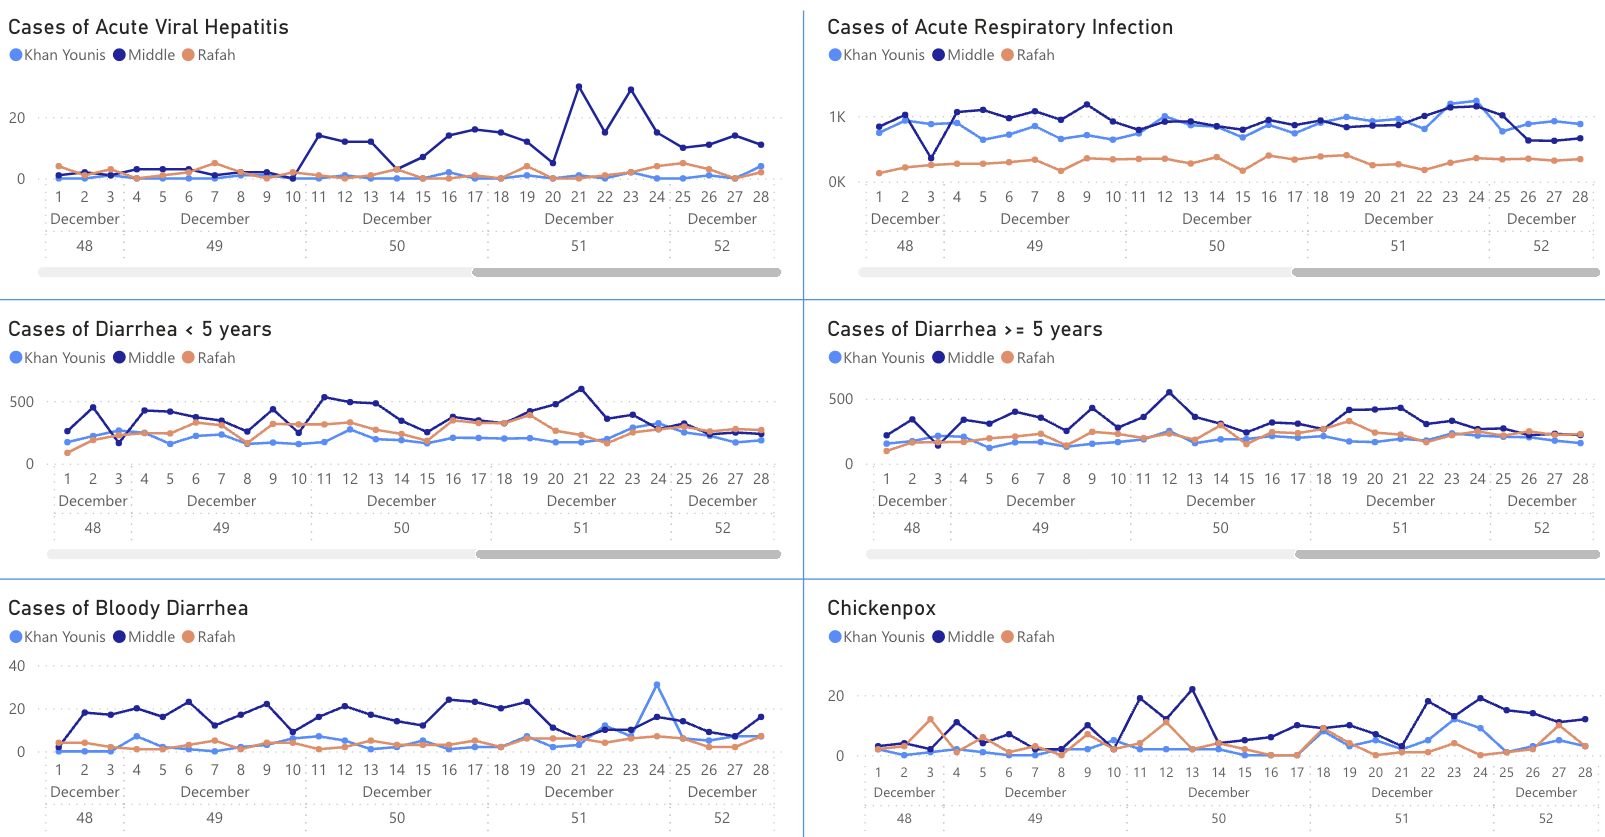 Cases of Acute Viral Hepatitis
Khan Younis Middle Rafah
20
0
1 2 3 4 5 6 7 8 9 10 11 12 13 14 15 16 17 18 19 20 21 22 23 24 25 26 27 28
December December December December December
48 49 50 51 52
Cases of Acute Respiratory Infection
Khan Younis Middle Rafah
1K
0K
1 2 3 4 5 6 7 8 9 10 11 12 13 14 15 16 17 18 19 20 21 22 23 24 25 26 27 28
December December December December December
48 49 50 51 52
Cases of Diarrhea < 5 years
Khan Younis Middle Rafah
500
0
1 2 3 4 5 6 7 8 9 10 11 12 13 14 15 16 17 18 19 20 21 22 23 24 25 26 27 28
December December December December December
48 49 50 51 52
Cases of Diarrhea >= 5 years
Khan Younis Middle Rafah
500
0
1 2 3 4 5 6 7 8 9 10 11 12 13 14 15 16 17 18 19 20 21 22 23 24 25 26 27 28
December December December December December
48 49 50 51 52
Cases of Bloody Diarrhea
Khan Younis Middle Rafah
40
20
0
1 2 3 4 5 6 7 8 9 10 11 12 13 14 15 16 17 18 19 20 21 22 23 24 25 26 27 28
December December December December December
48 49 50 51 52
Chickenpox
Khan Younis Middle Rafah
20
0
1 2 3 4 5 6 7 8 9 10 11 12 13 14 15 16 17 18 19 20 21 22 23 24 25 26 27 28
December December December December December
48 49 50 51 52